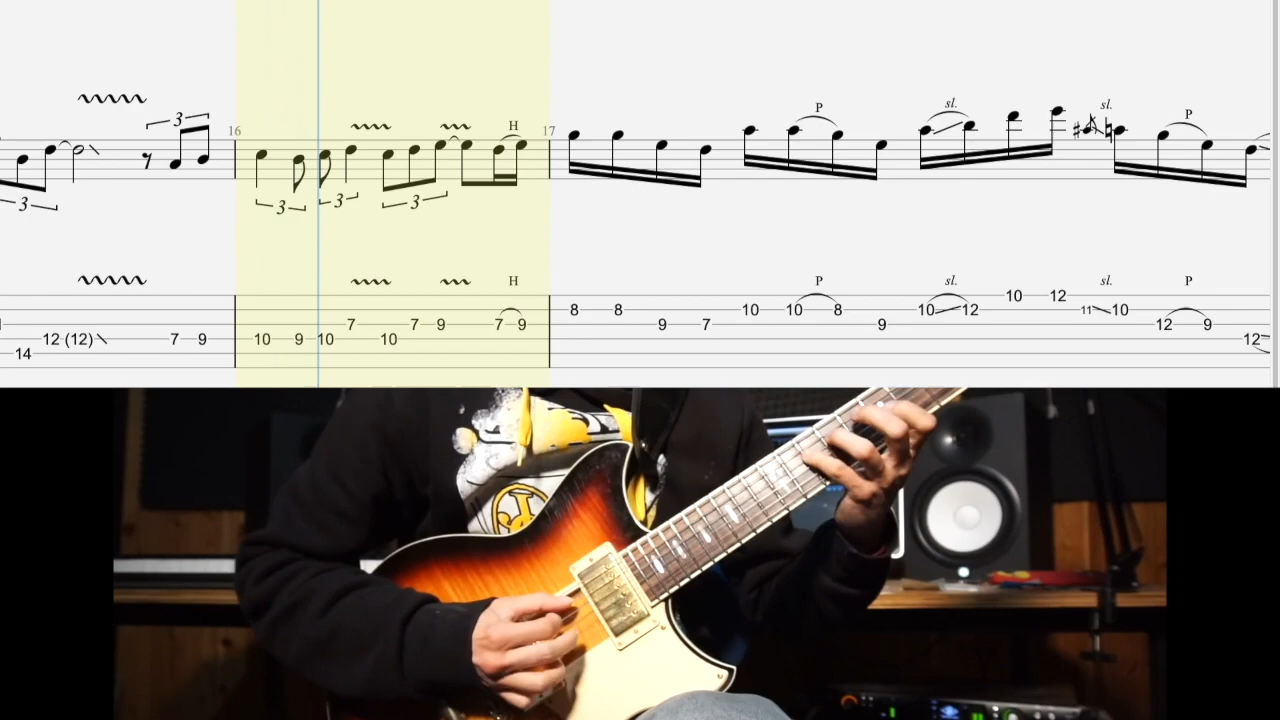 3
16
H
17
P
sl.
sl.
P
3
3
3
3
H
P
sl.
sl.
P
10 12
8 8 10 10 8 10 12 11 10
7 7 9 7 9 9 7 9 12 9
12 (12) 7 9 10 9 10 10 12
14